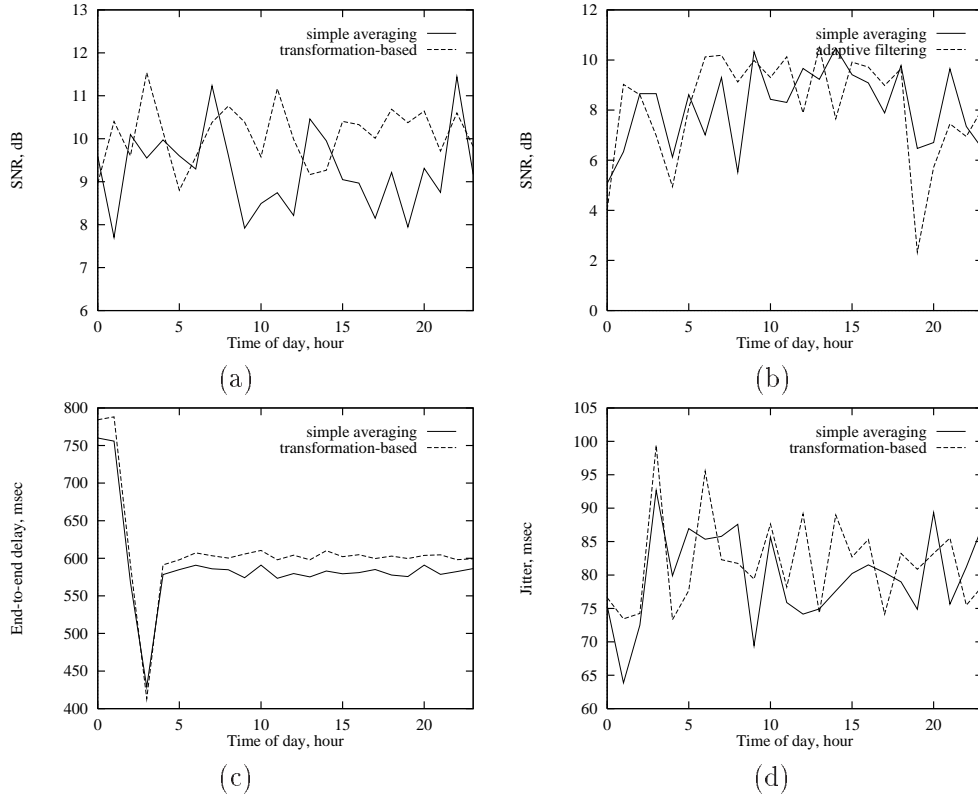 13
12
11
10
9
8
7
6
SNR, dB
simple averaging
transformation-based
0 5 10 15 20
Time of day, hour
(a)
12
10
8
6
4
2
0
SNR, dB
simple averaging
adaptive filtering
0 5 10 15 20
Time of day, hour
(b)
800
750
700
650
600
550
500
450
400
End-to-end delay, msec
simple averaging
transformation-based
0 5 10 15 20
Time of day, hour
(c)
105
100
95
90
85
80
75
70
65
60
Jitter, msec
simple averaging
transformation-based
0 5 10 15 20
Time of day, hour
(d)